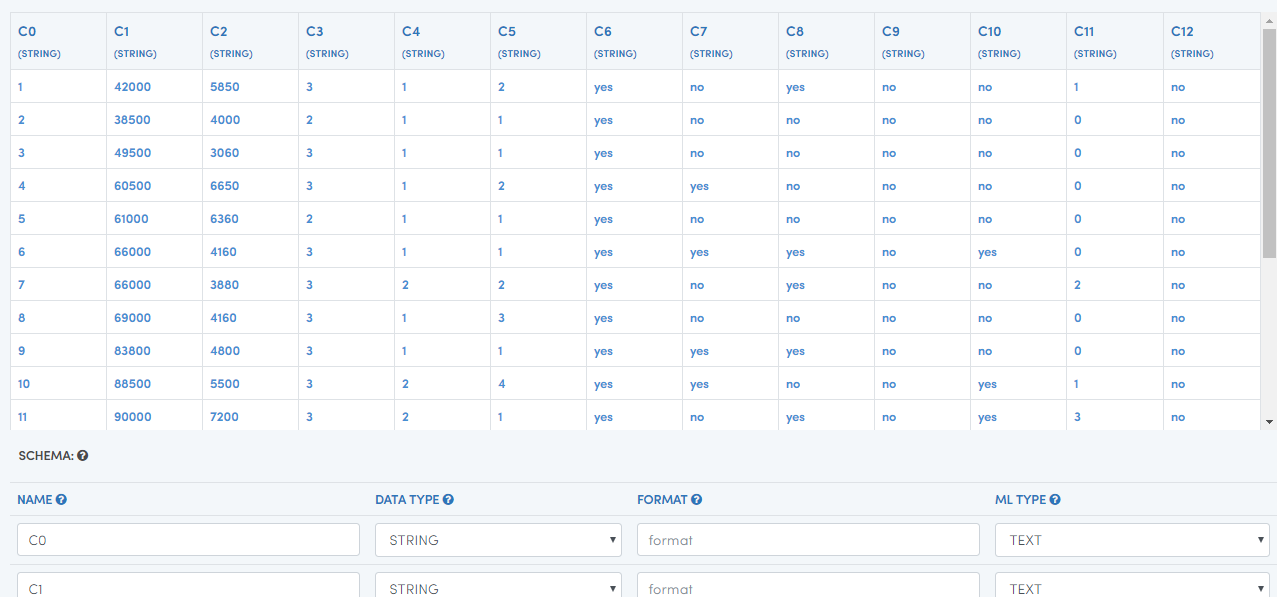 C0 C1 C2 C3 C4 C5 C6 C7 C8 C9 C10 C11 C12
(STRING) (STRING) (STRING) (STRING) (STRING) (STRING) (STRING) (STRING) (STRING) (STRING) (STRING) (STRING) (STRING)
1 42000 5850 3 1 2 yes no yes no no 1 no
2 38500 4000 2 1 1 yes no no no no 0 no
3 49500 3060 3 1 1 yes no no no no 0 no
4 60500 6650 3 1 2 yes yes no no no 0 no
5 61000 6360 2 1 1 yes no no no no 0 no
6 66000 4160 3 1 1 yes yes yes no yes 0 no
7 66000 3880 3 2 2 yes no yes no no 2 no
8 69000 4160 3 1 3 yes no no no no 0 no
9 83800 4800 3 1 1 yes yes yes no no 0 no
10 88500 5500 3 2 4 yes yes no no yes 1 no
11 90000 7200 3 2 1 yes no yes no yes 3 no
SCHEMA: ?
NAME ? DATA TYPE ? FORMAT ? ML TYPE ?
C0 STRING format TEXT
C1 STRING format TEXT